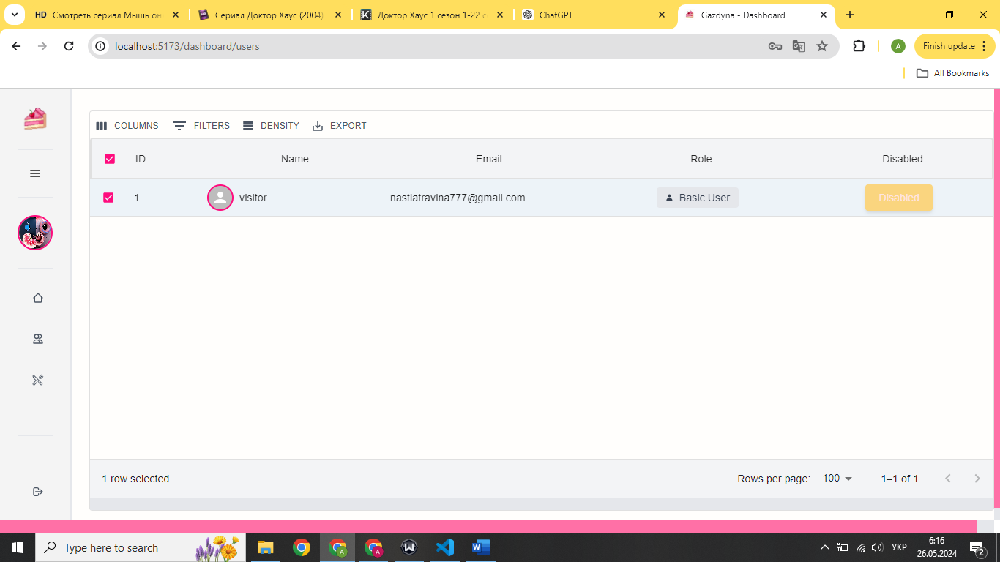 HD Смотреть сериал Мышь он
Сериал Доктор Хаус (2004)
Доктор Хаус 1 сезон 1-22 с
ChatGPT
Gazdyna - Dashboard
localhost:5173/dashboard/users
A
Finish update
All Bookmarks
COLUMNS
FILTERS
DENSITY
EXPORT
ID
Name
Email
Role
Disabled
1
visitor
nastiatravina777@gmail.com
Basic User
Disabled
1 row selected
Rows per page:
100
1–1 of 1
Type here to search
УКР
6:16
26.05.2024
2